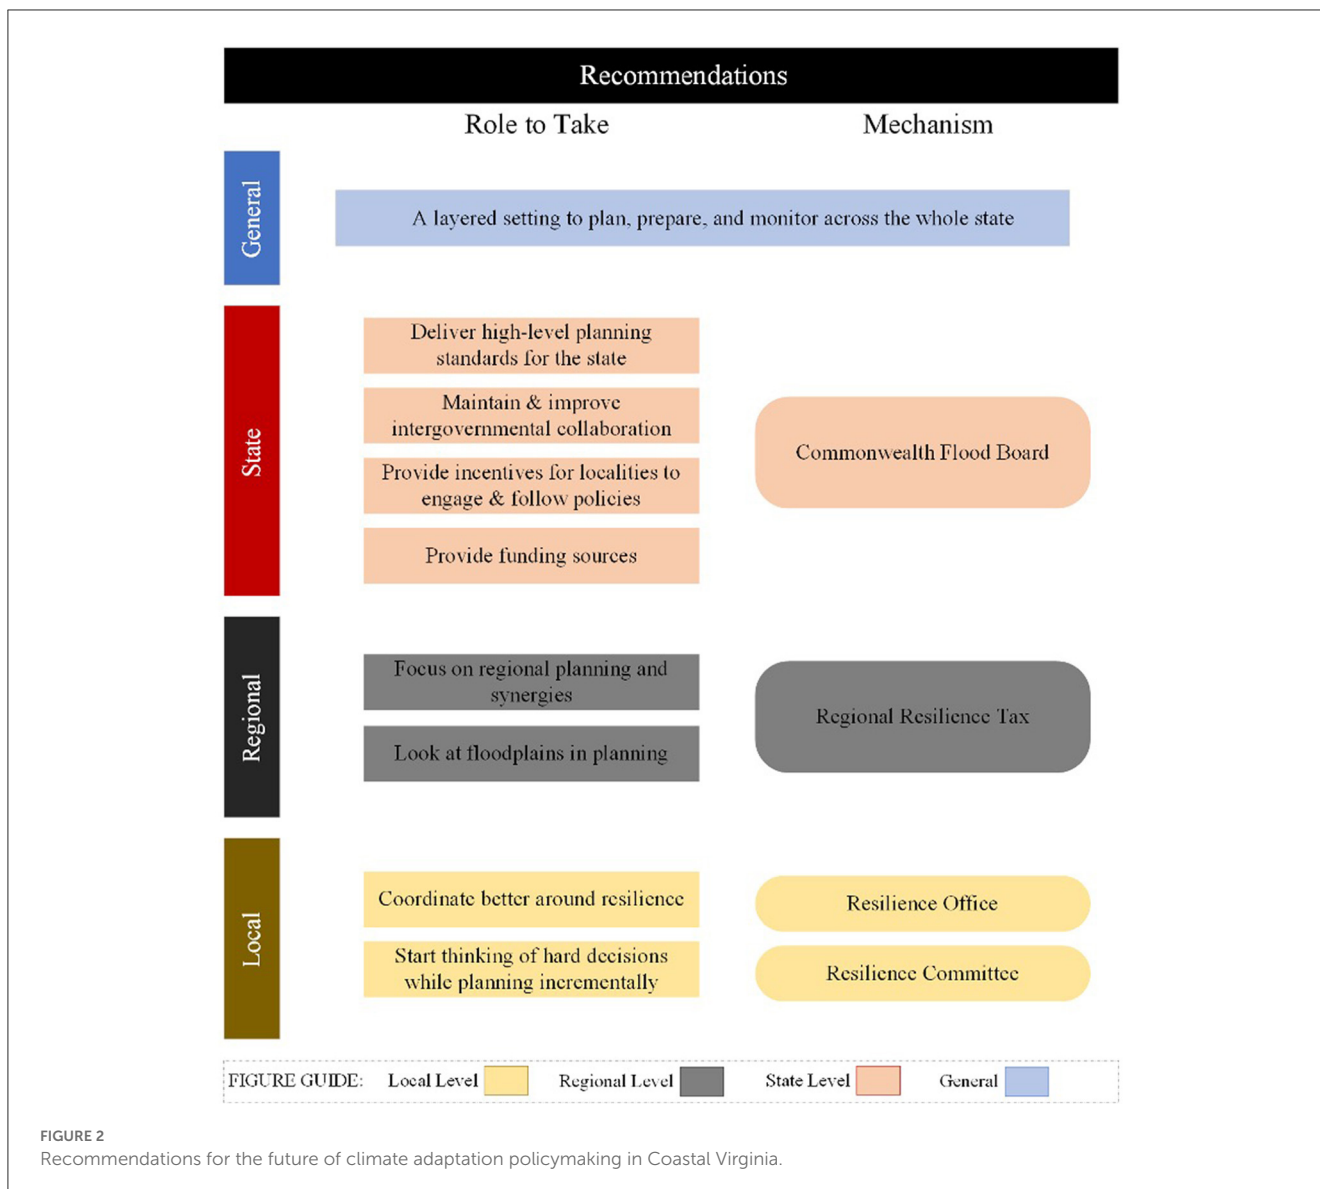 Recommendations
Role to Take
Mechanism
General
A layered setting to plan, prepare, and monitor across the whole state
State
Deliver high-level planning
standards for the state
Maintain & improve
intergovernmental collaboration
Provide incentives for localities to
engage & follow policies
Provide funding sources
Commonwealth Flood Board
Regional
Focus on regional planning and
synergies
Look at floodplains in planning
Regional Resilience Tax
Local
Coordinate better around resilience
Start thinking of hard decisions
while planning incrementally
Resilience Office
Resilience Committee
FIGURE GUIDE: Local Level Regional Level State Level General
FIGURE 2
Recommendations for the future of climate adaptation policymaking in Coastal Virginia.